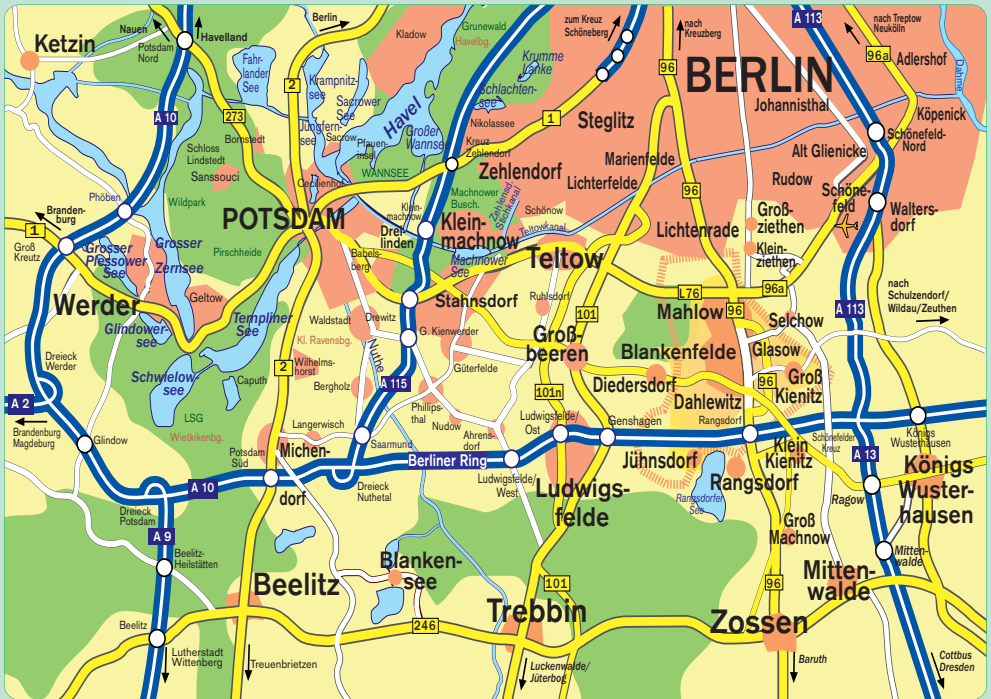 Ketzin
Nauen
Havelland
Potsdam
Nord
Berlin
Kladow
Grunewald
Havelbg.
zum Kreuz
Schöneberg
nach
Kreuzberg
A 113
nach Treptow
Neukölln
96a
Adlershof
Dahme
BERLIN
Johannisthal
Köpenick
Fahr-
lander
See
2
Krampnitz-
see
Sacrower
See
Krumme
Lanke
Schlachten-
see
96
A 10
273
Bornstedt
Jungfern-
see
Sacrow
Havel
Großer
Wannsee
Nikolassee
1
Steglitz
Schönefeld-
Nord
Schloss
Lindstedt
Sanssouci
Pfauen-
insel
WANNSEE
Kreuz
Zehlendorf
Zehlendorf
Marienfelde
Alt Glienicke
Phöben
Wildpark
Cecilienhof
Lichterfelde
96
Rudow
Schöne-
feld
Branden-
burg
1
Groß
Kreutz
POTSDAM
Klein-
machnow
Drei-
linden
Machnower
Busch.
Zehlensd.
Stichkanal
Schönow
Teltowkanal
Klein-
machnow
Groß-
ziethen
Klein-
ziethen
Walters-
dorf
Lichtenrade
Grosser
Plessower
See
Grosser
Zernsee
Pirschheide
Babels-
berg
Machnower
See
Teltow
Werder
Geltow
Stahnsdorf
Ruhlsdorf
L76
96a
nach
Schulzendorf/
Wildau/Zeuthen
A 113
Glindower-
see
Templiner
See
Waldstadt
Drewitz
G. Kienwerder
101
Groß-
beeren
Mahlow
96
Selchow
Kl. Ravensbg.
Nuthe
Blankenfelde
Glasow
Dreieck
Werder
Schwielow-
see
Caputh
2
Wilhelms-
horst
Bergholz
Güterfelde
A 115
101n
Diedersdorf
96
Groß
Kienitz
A 2
Brandenburg
Magdeburg
LSG
Wietkikenbg.
Langerwisch
Phillips-
thal
Nudow
Ahrens-
dorf
Ludwigsfelde/
Ost
Genshagen
Dahlewitz
Rangsdorf
Glindow
Potsdam
Süd
Michen-
dorf
Saarmund
Berliner Ring
Ludwigsfelde/
West
Jühnsdorf
Klein
Kienitz
Schönefelder
Kreuz
Königs
Wusterhausen
A 13
Königs
Wuster-
hausen
A 10
Dreieck
Nuthetal
Dreieck
Potsdam
Ludwigs-
felde
Rangsdorfer
See
Rangsdorf
Ragow
A 9
Beelitz-
Heilstätten
Groß
Machnow
Mitten-
walde
Mitten-
walde
Beelitz
Blanken-
see
101
96
Beelitz
246
Trebbin
Zossen
Lutherstadt
Wittenberg
Treuenbrietzen
Luckenwalde/
Jüterbog
Baruth
Cottbus
Dresden